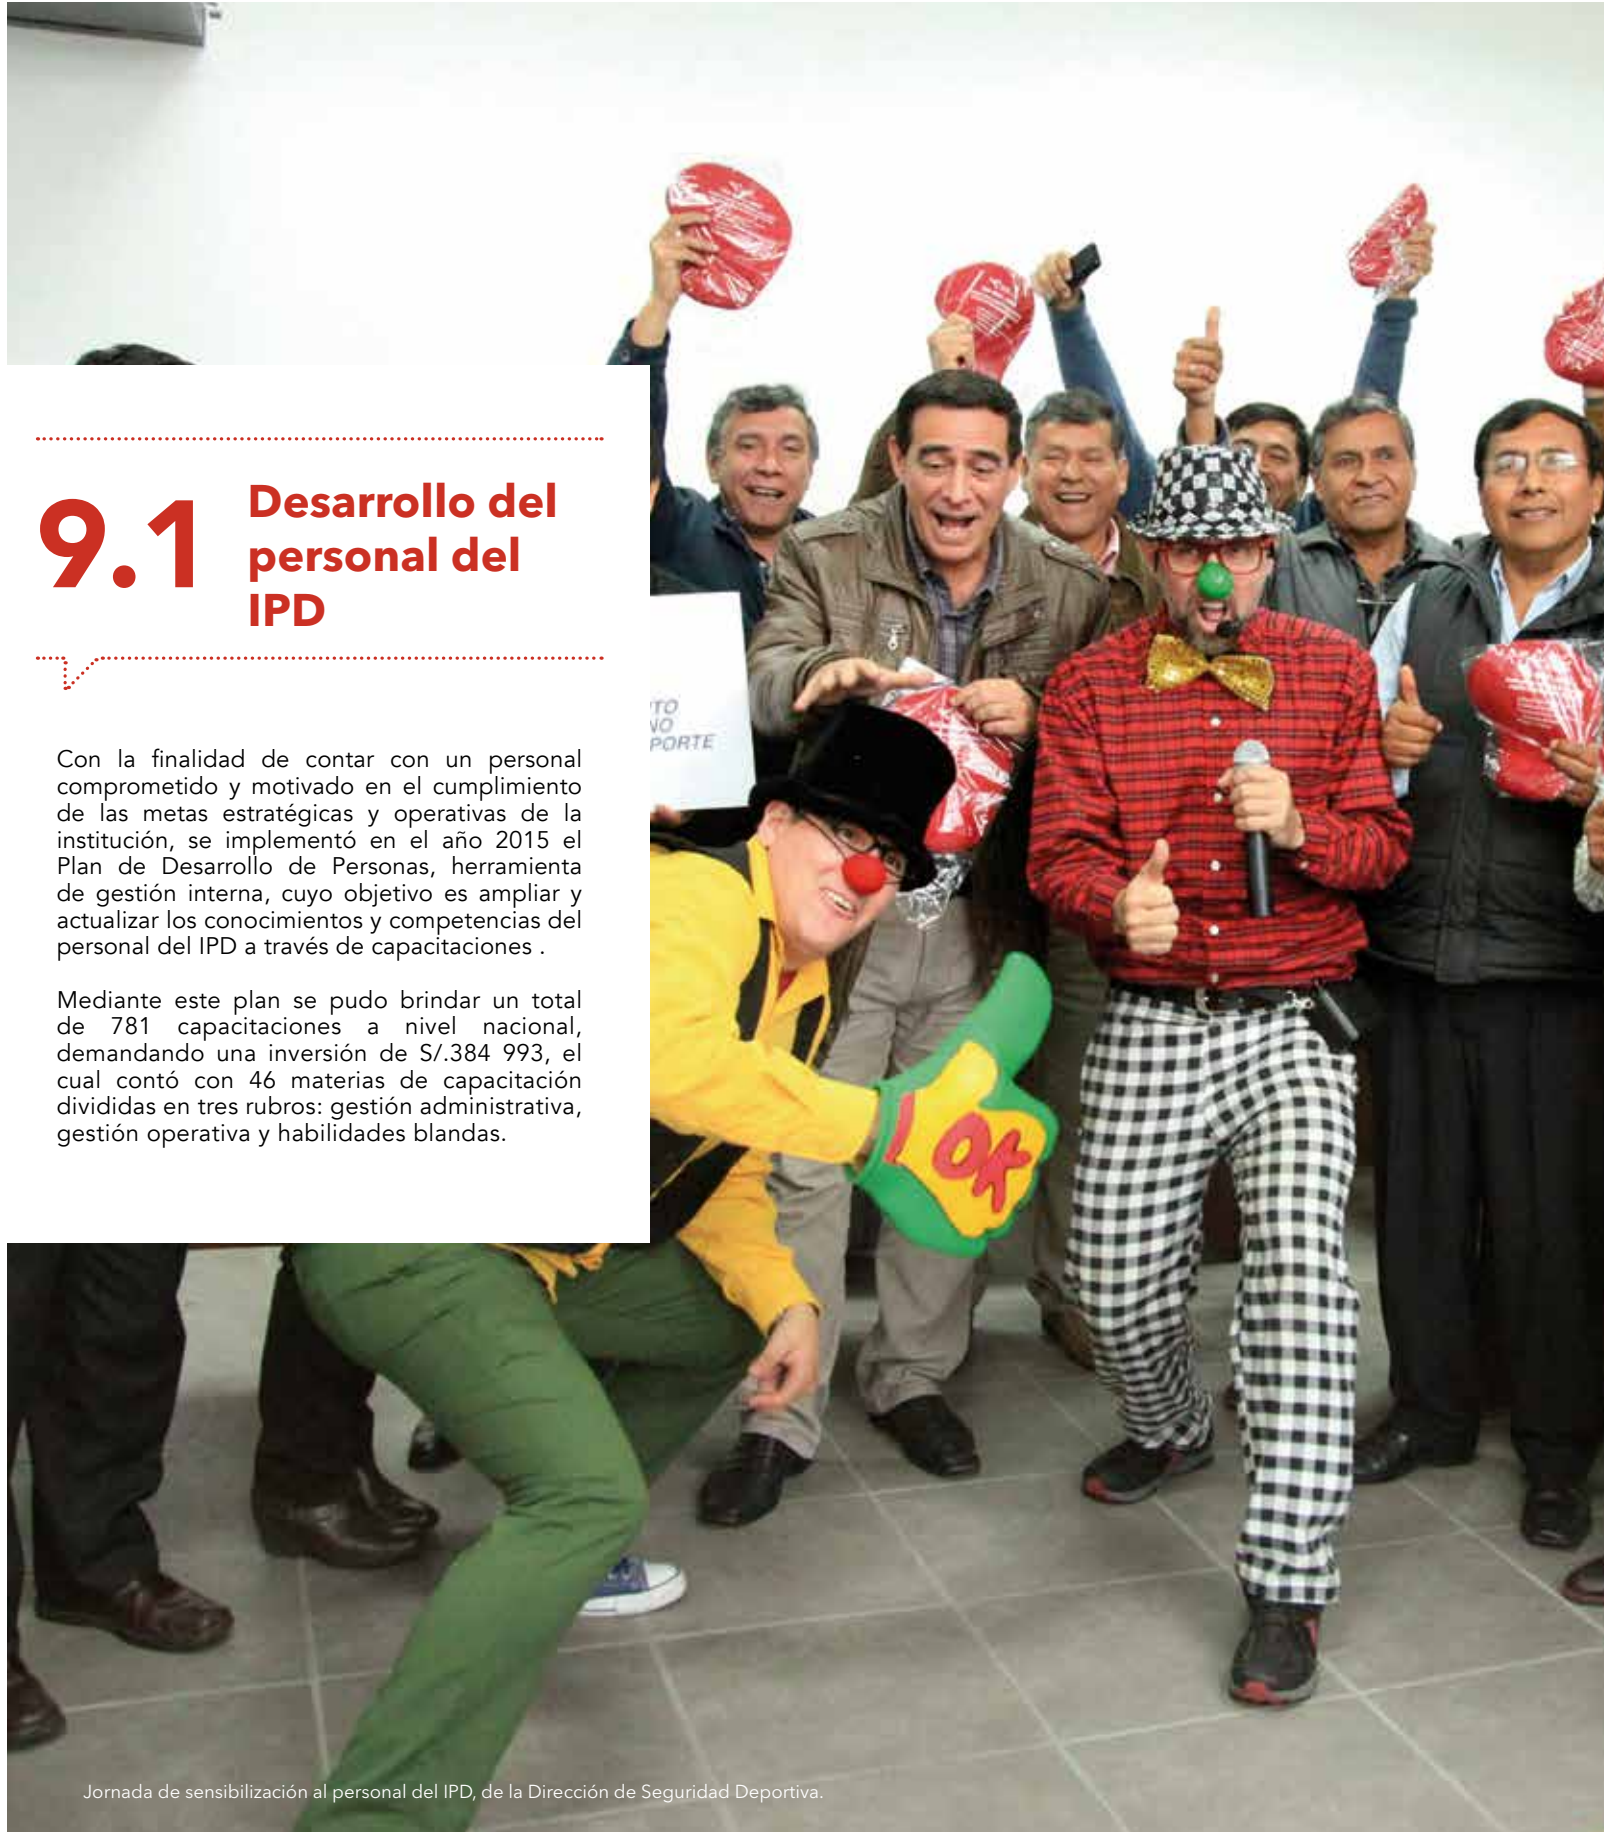 9.1
Desarrollo del
personal del
IPD
Con la finalidad de contar con un personal
comprometido y motivado en el cumplimiento
de las metas estratégicas y operativas de la
institución, se implementó en el año 2015 el
Plan de Desarrollo de Personas, herramienta
de gestión interna, cuyo objetivo es ampliar y
actualizar los conocimientos y competencias del
personal del IPD a través de capacitaciones .
Mediante este plan se pudo brindar un total
de 781 capacitaciones a nivel nacional,
demandando una inversión de S/.384 993, el
cual contó con 46 materias de capacitación
divididas en tres rubros: gestión administrativa,
gestión operativa y habilidades blandas.
TO
NO
PORTE
OK
Jornada de sensibilización al personal del IPD, de la Dirección de Seguridad Deportiva.